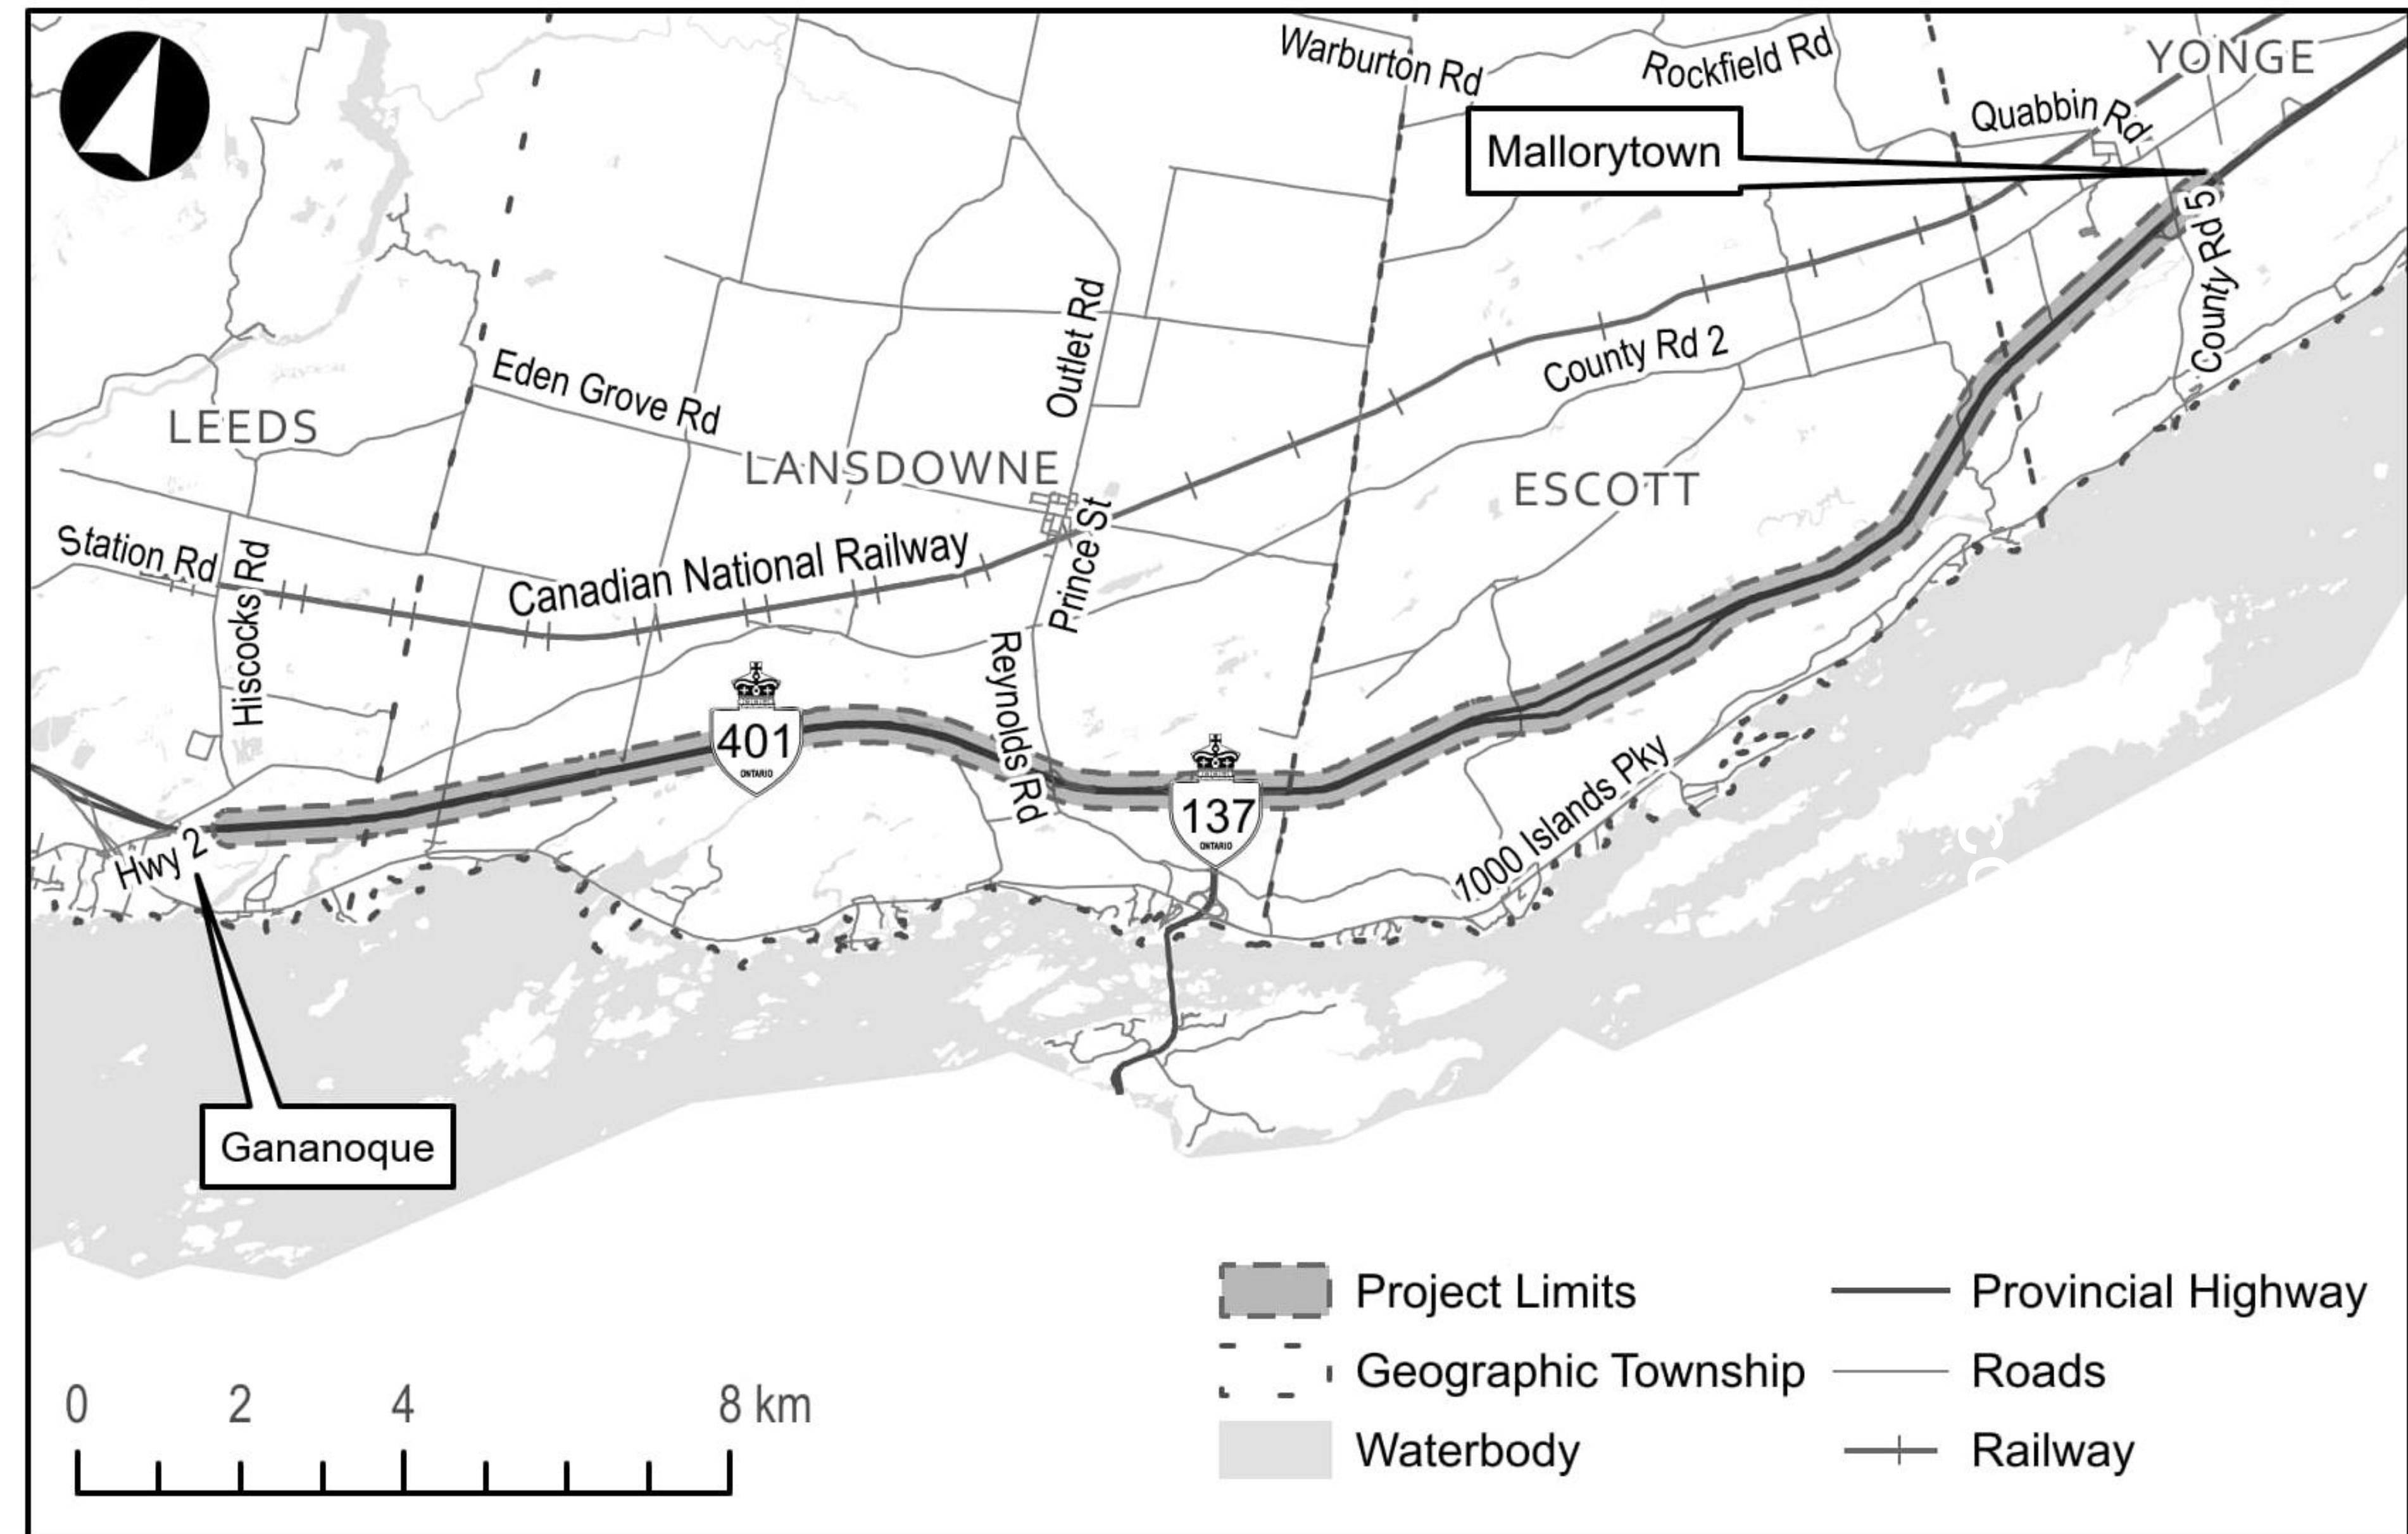 Warburton Rd
Rockfield Rd
YONGE
Quabbin Rd
Mallorytown
County Rd 5
Outlet Rd
County Rd 2
Eden Grove Rd
LEEDS
LANSDOWNE
ESCOTT
Station Rd
Hiscocks Rd
Canadian National Railway
Prince St
Reynolds Rd
401
ONTARIO
137
ONTARIO
1000 Islands Pky
Hwy 2
Gananoque
Project Limits
Provincial Highway
Geographic Township
Roads
Waterbody
Railway
0 2 4 8 km